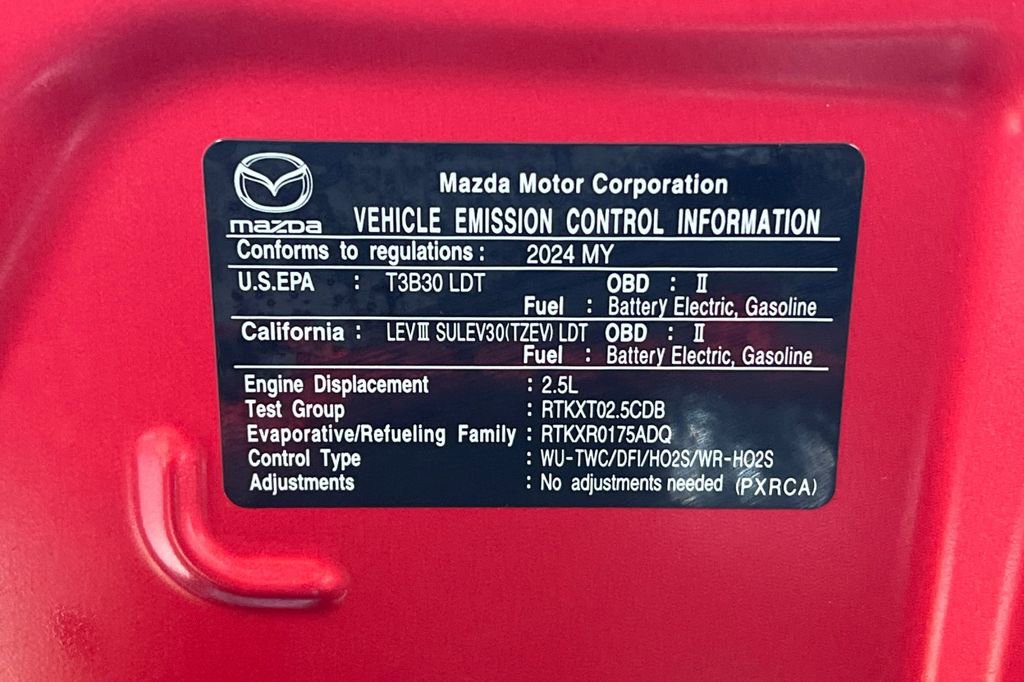 mazda
Mazda Motor Corporation
VEHICLE EMISSION CONTROL INFORMATION
Conforms to regulations : 2024 MY
U.S.EPA : T3B30 LDT OBD : II
Fuel : Battery Electric, Gasoline
California : LEVIII SULEV30(TZEV) LDT OBD : II
Fuel : Battery Electric, Gasoline
Engine Displacement : 2.5L
Test Group : RTKXT02.5CDB
Evaporative/Refueling Family : RTKXR0175ADQ
Control Type : WU-TWC/DFI/HO2S/WR-HO2S
Adjustments : No adjustments needed (PXRCA)